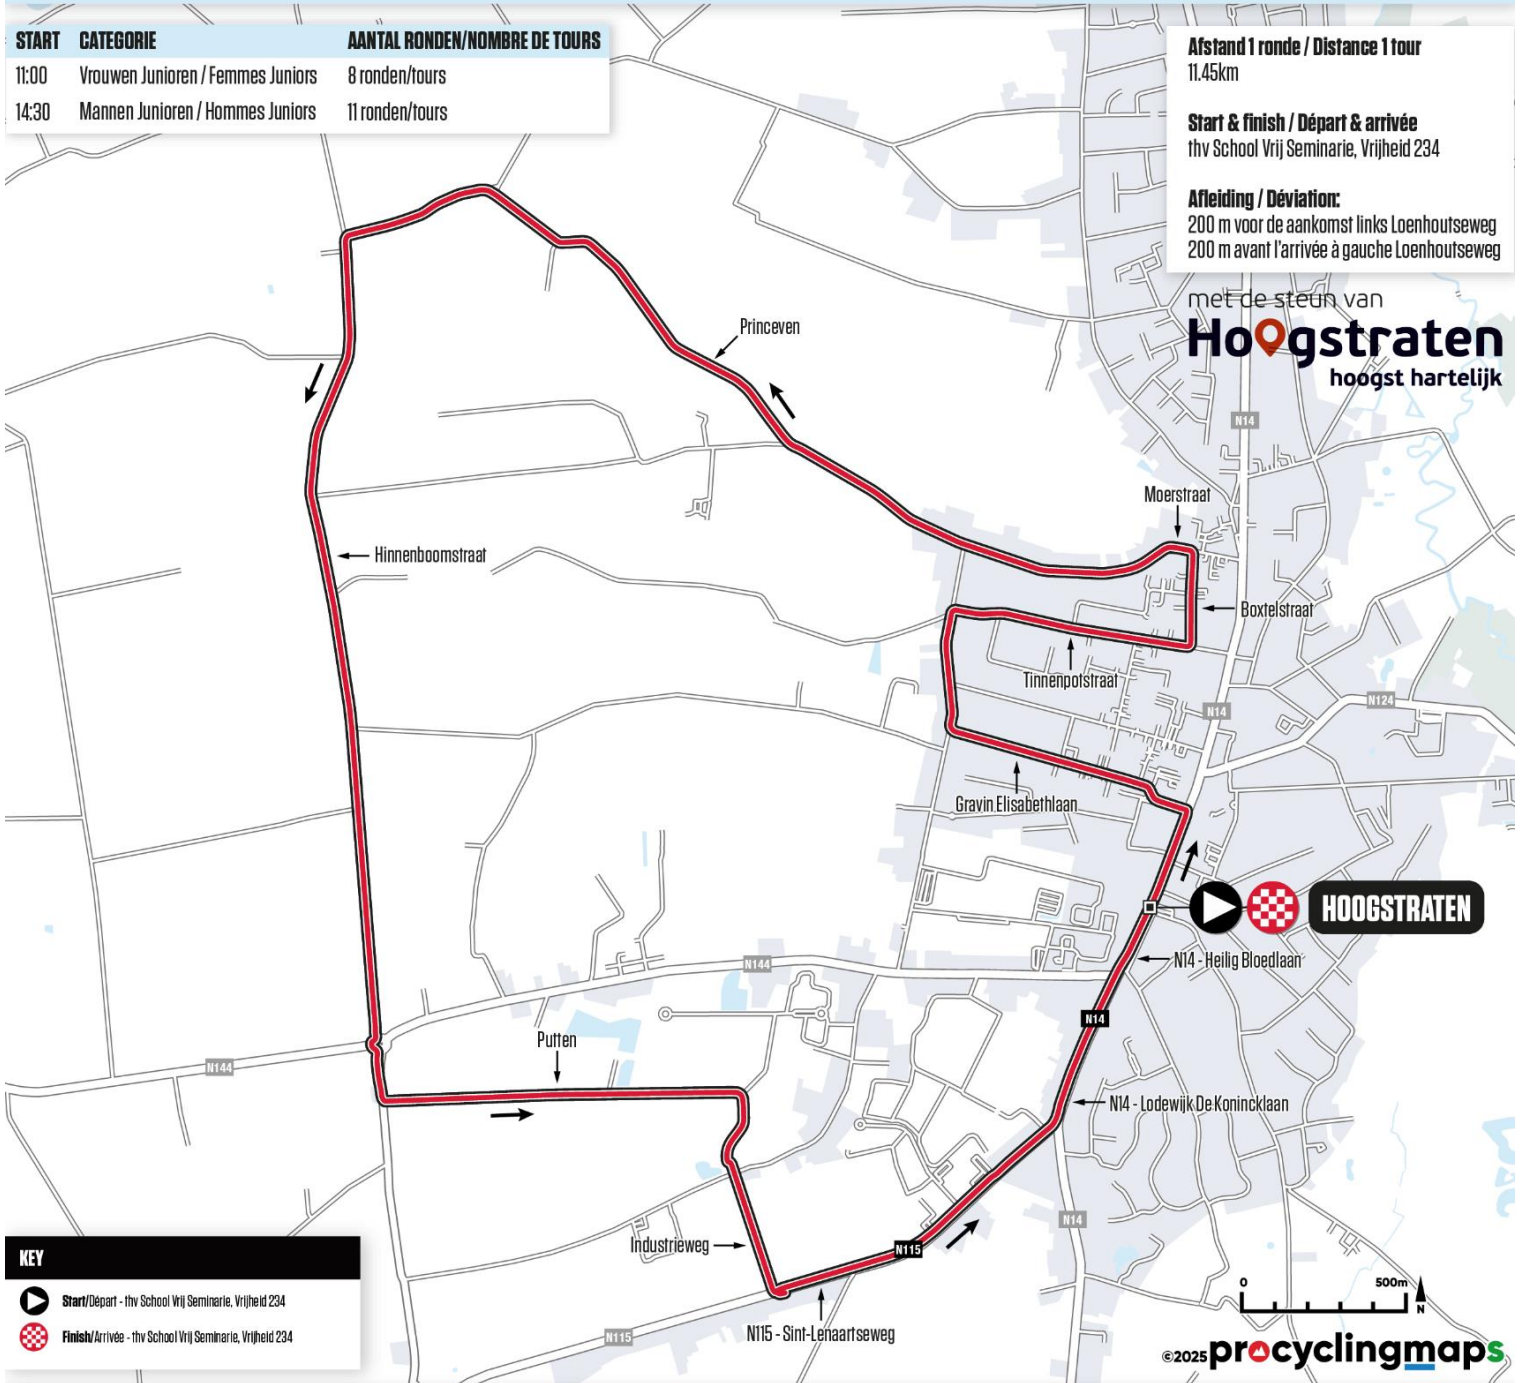 START CATEGORIE AANTAL RONDEN/NOMBRE DE TOURS
11:00 Vrouwen Junioren / Femmes Juniors 8 ronden/tours
14:30 Mannen Junioren / Hommes Juniors 11 ronden/tours
Afstand 1 ronde / Distance 1 tour
11.45km
Start & finish / Départ & arrivée
thv School Vrij Seminarie, Vrijheid 234
Afleiding / Déviation:
200 m voor de aankomst links Loenhoutseweg
200 m avant l'arrivée à gauche Loenhoutseweg
met de steun van
Hoogstraten
hoogst hartelijk
Princeven
N14
Moerstraat
Hinnenboomstraat
Boxtelstraat
Tinnenpotstraat
N124
N14
Gravin Elisabethlaan
HOOGSTRATEN
N14 - Heilig Bloedlaan
N144
N14
Putten
N144
N14 - Lodewijk De Konincklaan
N14
Industrieweg
N115
N115 - Sint-Lenaartseweg
N115
KEY
Start/Départ - thv School Vrij Seminarie, Vrijheid 234
Finish/Arrivée - thv School Vrij Seminarie, Vrijheid 234
0 500m
N
©2025 procyclingmaps